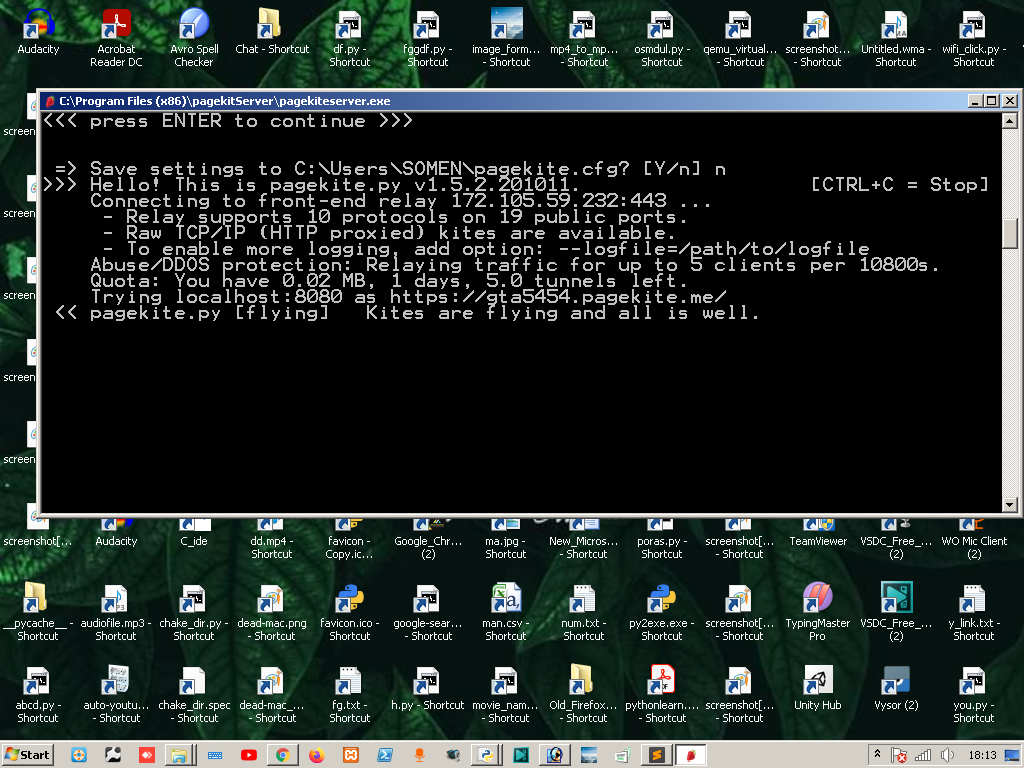 Audacity
Acrobat Reader DC
Avro Spell Checker
Chat - Shortcut
df.py - Shortcut
fggdf.py - Shortcut
image_form... - Shortcut
mp4_to_mp... - Shortcut
osmdul.py - Shortcut
qemu_virtual... - Shortcut
screenshot... - Shortcut
Untitled.wma - Shortcut
wifi_click.py - Shortcut
C:\Program Files (x86)\pagekitServer\pagekiteserver.exe
<<< press ENTER to continue >>>
=> Save settings to C:\Users\SOMEN\pagekite.cfg? [Y/n] n
>>> Hello! This is pagekite.py v1.5.2.201011. [CTRL+C = Stop]
Connecting to front-end relay 172.105.59.232:443 ...
- Relay supports 10 protocols on 19 public ports.
- Raw TCP/IP (HTTP proxied) kites are available.
- To enable more logging, add option: --logfile=/path/to/logfile
Abuse/DDOS protection: Relaying traffic for up to 5 clients per 10800s.
Quota: You have 0.02 MB, 1 days, 5.0 tunnels left.
Trying localhost:8080 as https://gta5454.pagekite.me/
<< pagekite.py [flying] Kites are flying and all is well.
screen
screen
screen
screen
screen
screenshot[...
Audacity
C_ide
dd.mp4 - Shortcut
favicon - Copy.ic...
Google_Chr... (2)
ma.jpg - Shortcut
New_Micros... - Shortcut
poras.py - Shortcut
screenshot[... - Shortcut
TeamViewer
VSDC_Free_... (2)
WO Mic Client (2)
__pycache__ - Shortcut
audiofile.mp3 - Shortcut
chake_dir.py - Shortcut
dead-mac.png - Shortcut
favicon.ico - Shortcut
google-sear... - Shortcut
man.csv - Shortcut
num.txt - Shortcut
py2exe.exe - Shortcut
screenshot[... - Shortcut
TypingMaster Pro
VSDC_Free_... (2)
y_link.txt - Shortcut
abcd.py - Shortcut
auto-youtu... - Shortcut
chake_dir.spec - Shortcut
dead-mac_... - Shortcut
fg.txt - Shortcut
h.py - Shortcut
movie_nam... - Shortcut
Old_Firefox... - Shortcut
pythonlearn.... - Shortcut
screenshot[... - Shortcut
Unity Hub
Vysor (2)
you.py - Shortcut
Start
18:13